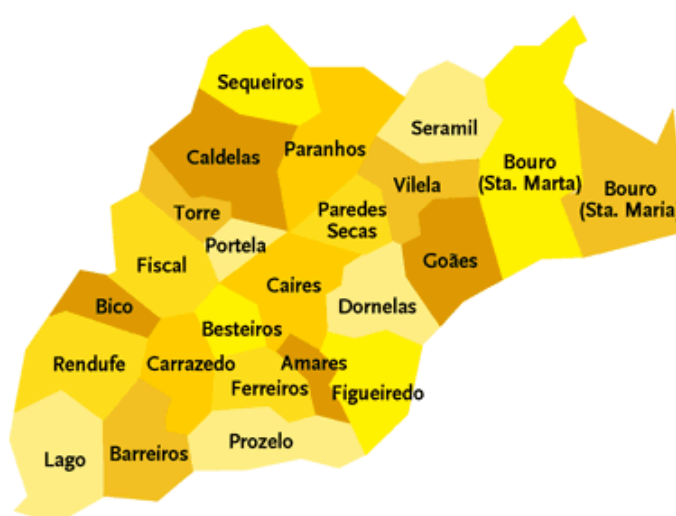 Sequeiros
Seramil
Caldelas
Paranhos
Bouro
(Sta. Marta)
Vilela
Bouro
(Sta. Maria)
Torre
Paredes
Secas
Portela
Fiscal
Goães
Caires
Bico
Dornelas
Besteiros
Rendufe
Carrazedo
Amares
Ferreiros
Figueiredo
Prozelo
Lago
Barreiros